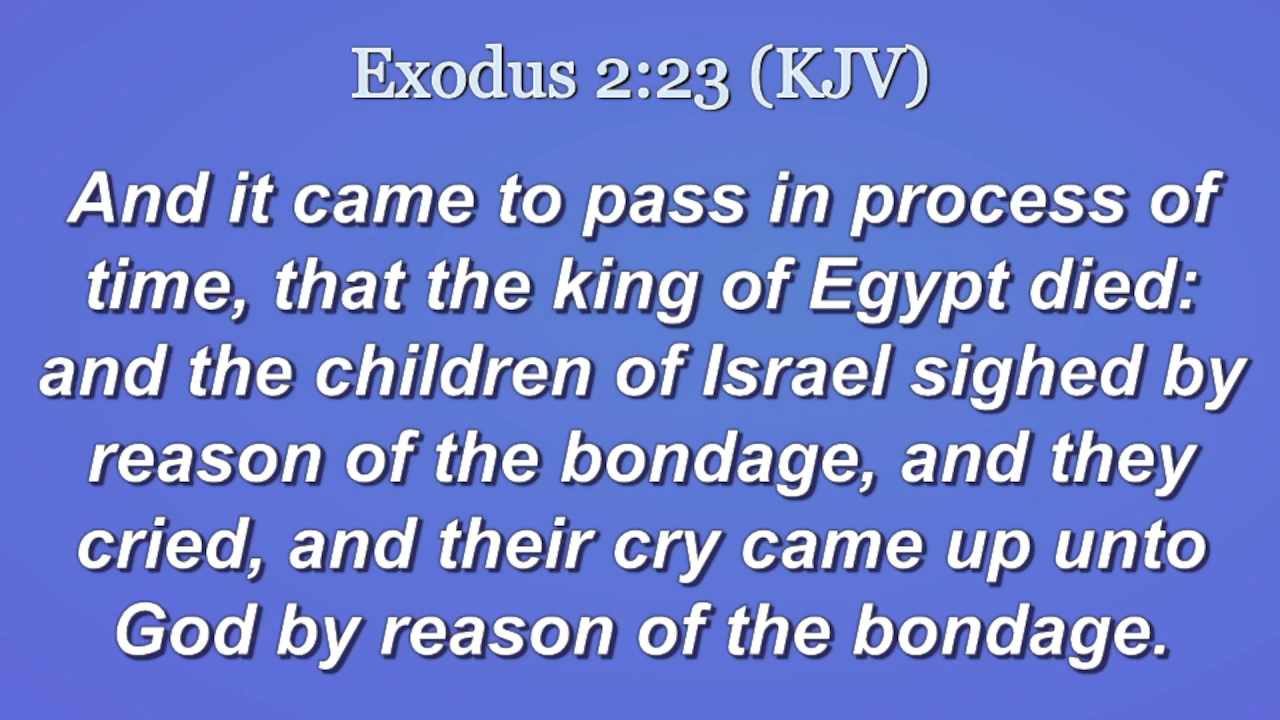 Exodus 2:23 (KJV)
And it came to pass in process of
time, that the king of Egypt died:
and the children of Israel sighed by
reason of the bondage, and they
cried, and their cry came up unto
God by reason of the bondage.